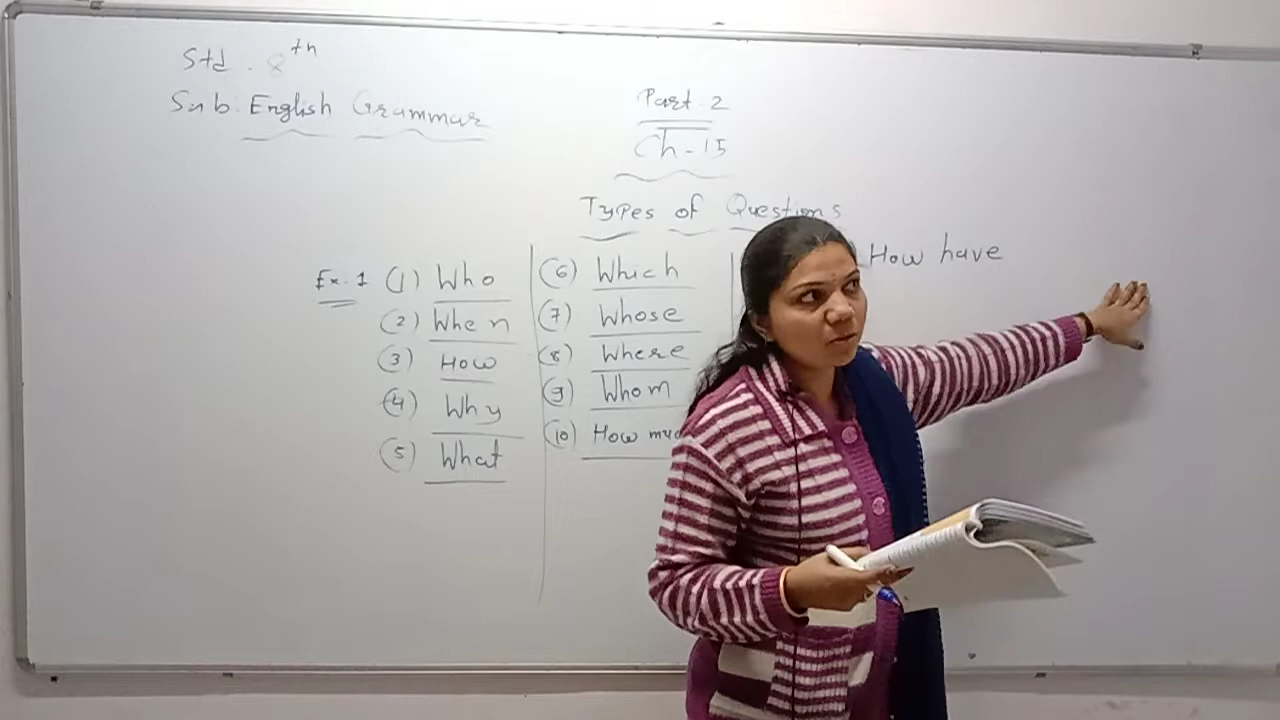 Std. 8th
Sub: English Grammar
Part-2
Ch-15
Types of Questions
Ex.1 (1) Who
(2) When
(3) How
(4) Why
(5) What
(6) Which
(7) Whose
(8) Where
(9) Whom
(10) How
How have